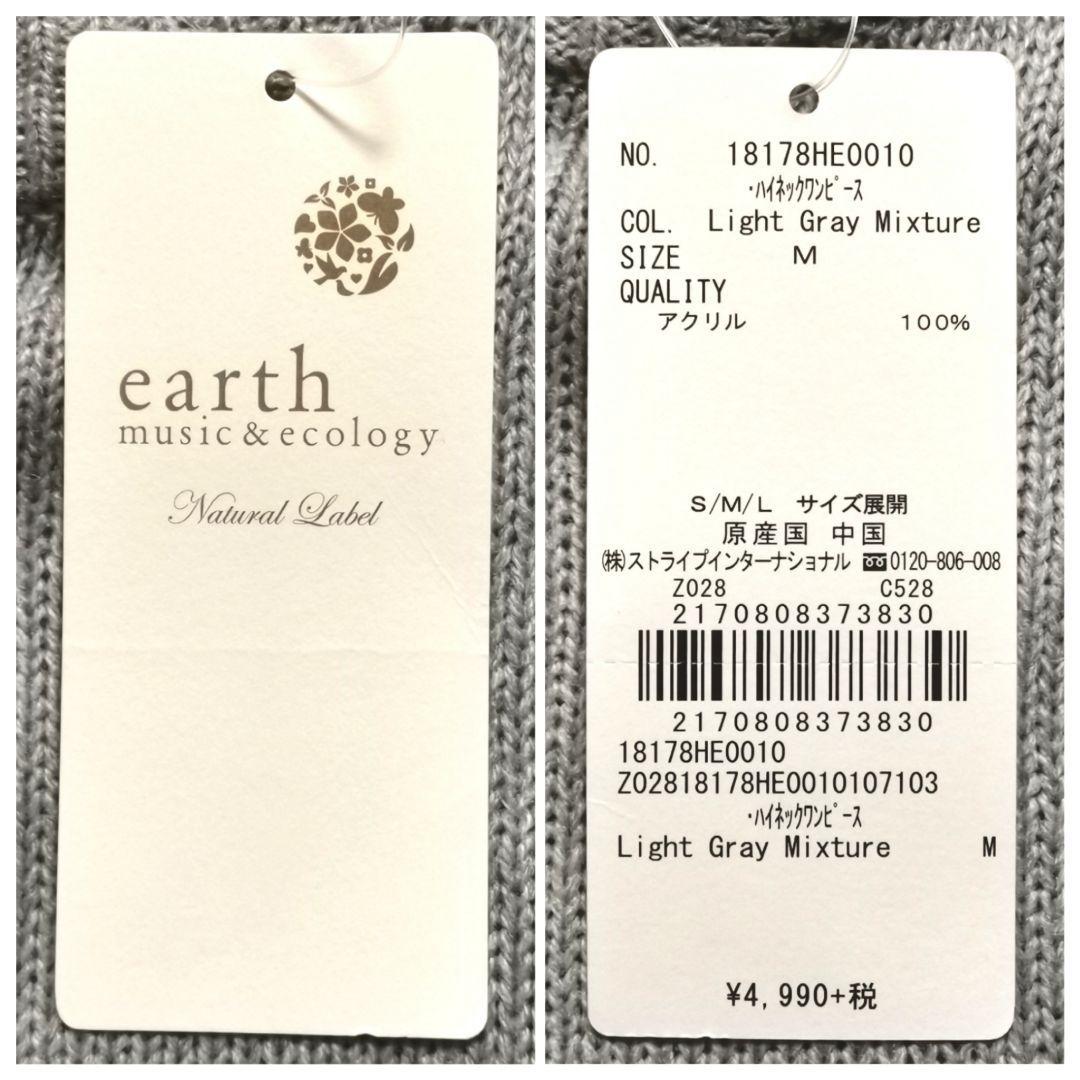 earth
music&ecology
Natural Label
NO. 18178HE0010
・ﾊｲﾈｯｸﾜﾝﾋﾟｰｽ
COL. Light Gray Mixture
SIZE M
QUALITY
アクリル 100%
S/M/L サイズ展開
原産国 中国
㈱ストライプインターナショナル 0120-806-008
Z028 C528
2170808373830
2170808373830
18178HE0010
Z02818178HE0010107103
・ﾊｲﾈｯｸﾜﾝﾋﾟｰｽ
Light Gray Mixture M
¥4,990+税